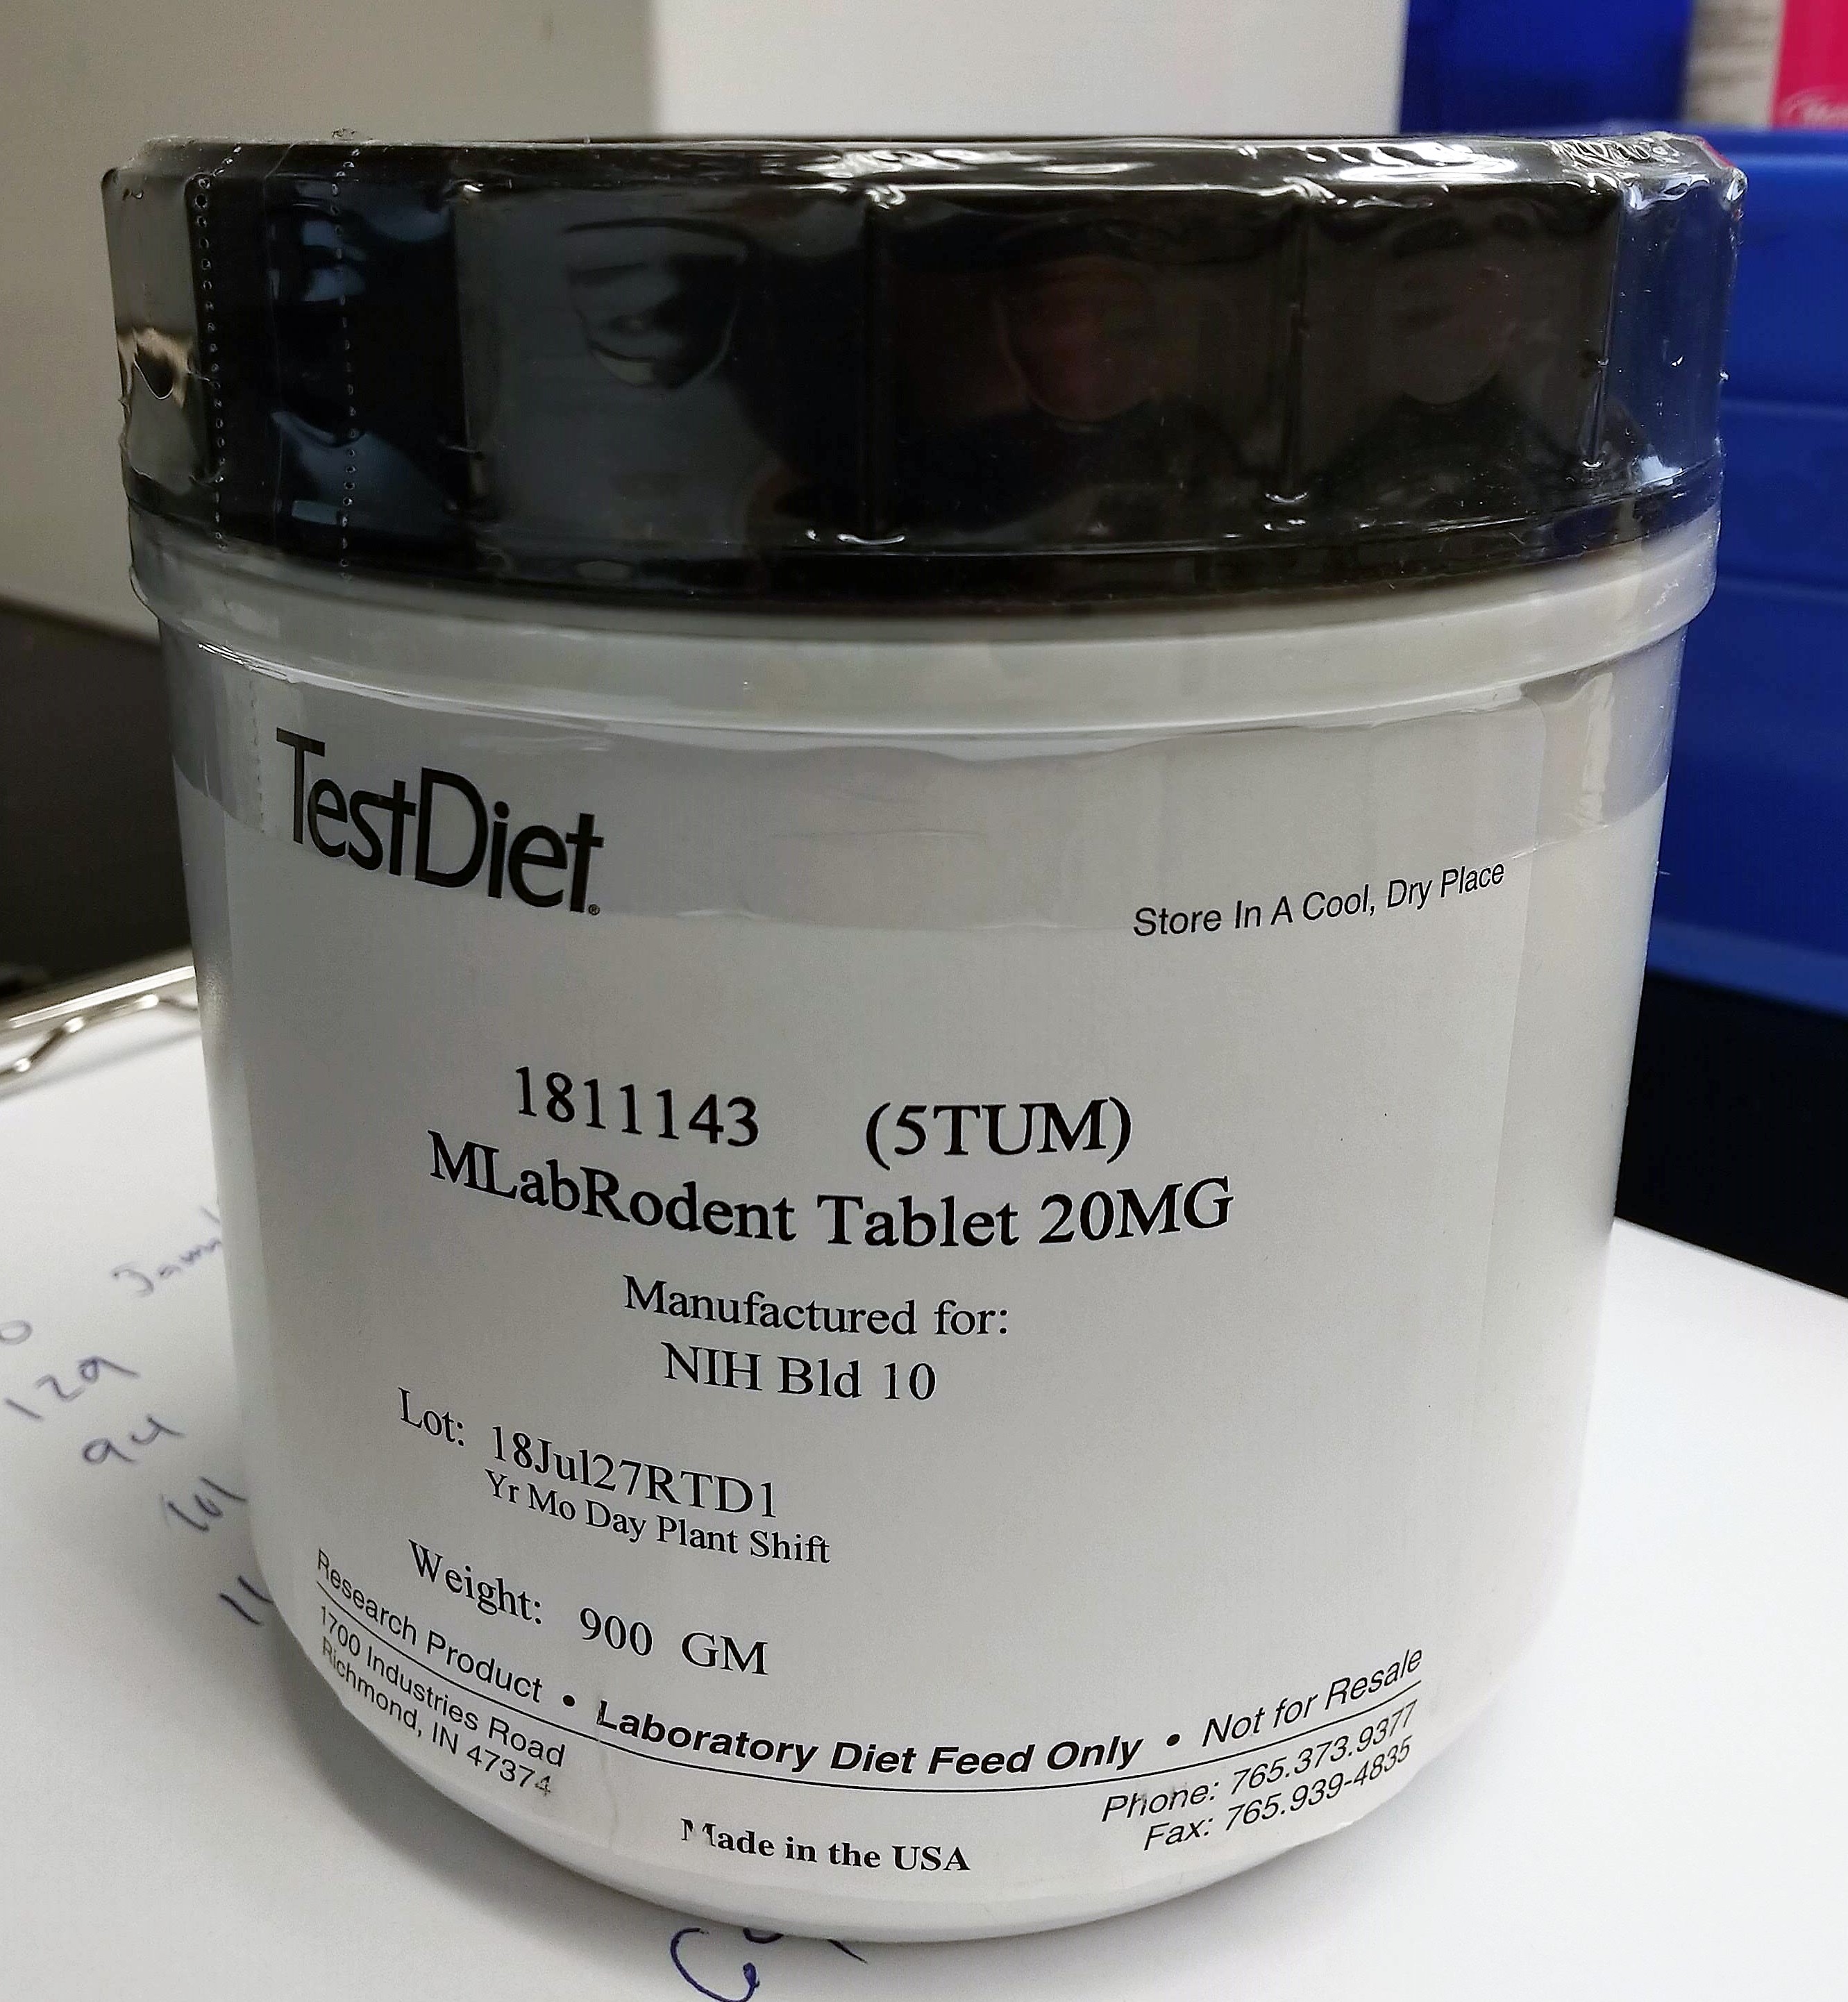 TestDiet®
Store In A Cool, Dry Place
1811143 (5TUM)
MLabRodent Tablet 20MG
Manufactured for:
NIH Bld 10
Lot: 18Jul27RTD1
Yr Mo Day Plant Shift
Weight: 900 GM
Research Product • Laboratory Diet Feed Only • Not for Resale
1700 Industries Road
Richmond, IN 47374
Phone: 765.373.9377
Fax: 765.939-4835
Made in the USA
129
94
101